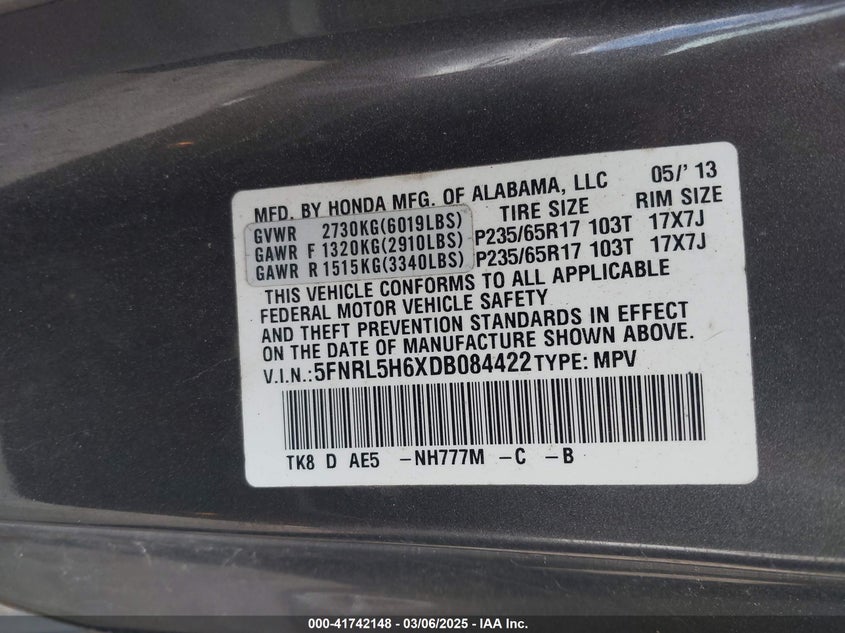 MFD. BY HONDA MFG. OF ALABAMA, LLC 05/' 13
TIRE SIZE RIM SIZE
GVWR 2730KG(6019LBS)
GAWR F 1320KG(2910LBS) P235/65R17 103T 17X7J
GAWR R 1515KG(3340LBS) P235/65R17 103T 17X7J
THIS VEHICLE CONFORMS TO ALL APPLICABLE
FEDERAL MOTOR VEHICLE SAFETY
AND THEFT PREVENTION STANDARDS IN EFFECT
ON THE DATE OF MANUFACTURE SHOWN ABOVE.
V.I.N.:5FNRL5H6XDB084422 TYPE: MPV
TK8 D AE5 -NH777M -C -B
000-41742148 - 03/06/2025 - IAA Inc.